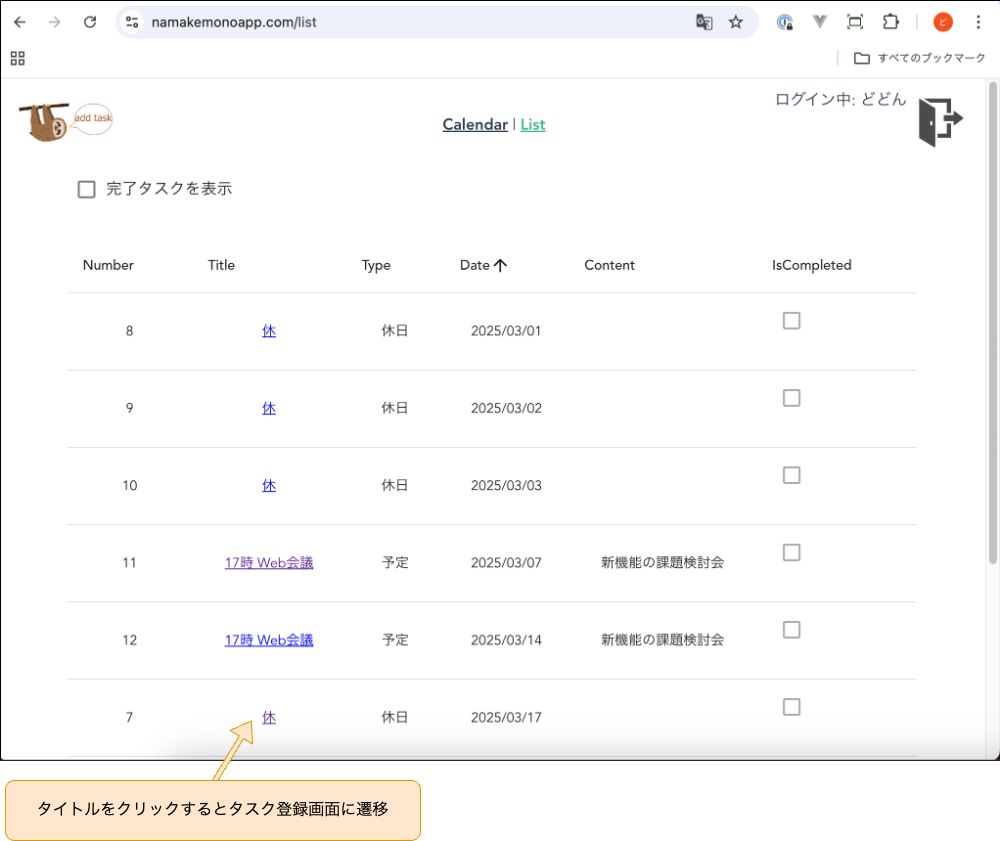 namakemonoapp.com/list
ど
すべてのブックマーク
add task
Calendar | List
ログイン中: どどん
完了タスクを表示
Number Title Type Date Content IsCompleted
8 休 休日 2025/03/01
9 休 休日 2025/03/02
10 休 休日 2025/03/03
11 17時 Web会議 予定 2025/03/07 新機能の課題検討会
12 17時 Web会議 予定 2025/03/14 新機能の課題検討会
7 休 休日 2025/03/17
タイトルをクリックするとタスク登録画面に遷移